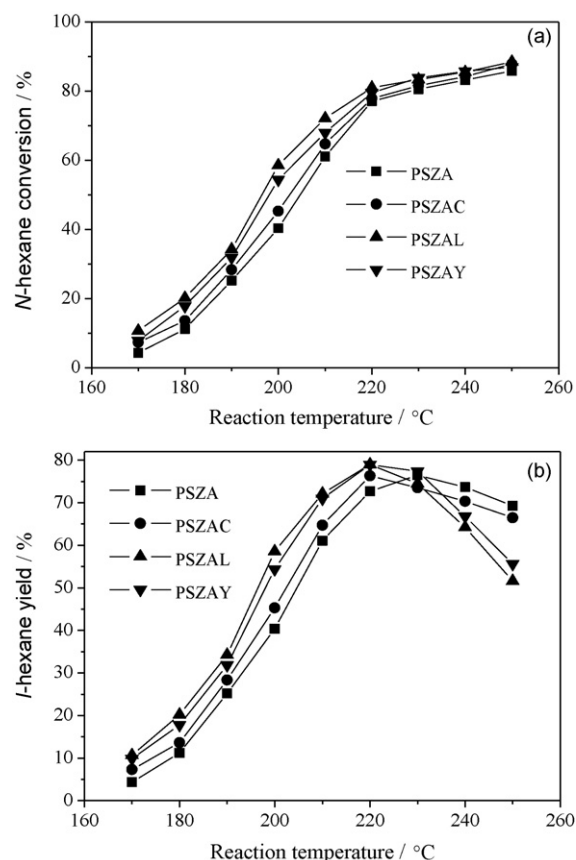 (a)
N-hexane conversion / %
100
80
60
40
20
0
PSZA
PSZAC
PSZAL
PSZAY
160 180 200 220 240 260
Reaction temperature / °C
(b)
I-hexane yield / %
80
70
60
50
40
30
20
10
0
PSZA
PSZAC
PSZAL
PSZAY
160 180 200 220 240 260
Reaction temperature / °C